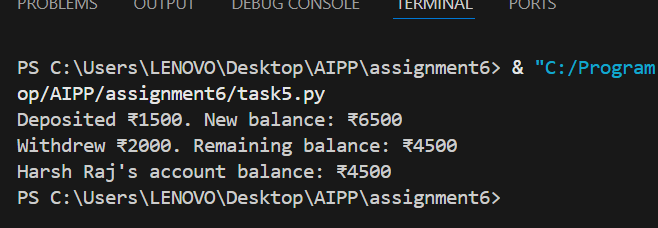 PROBLEMS OUTPUT DEBUG CONSOLE TERMINAL PORTS
PS C:\Users\LENOVO\Desktop\AIPP\assignment6> & "C:/Program
op/AIPP/assignment6/task5.py
Deposited ₹1500. New balance: ₹6500
Withdrew ₹2000. Remaining balance: ₹4500
Harsh Raj's account balance: ₹4500
PS C:\Users\LENOVO\Desktop\AIPP\assignment6>